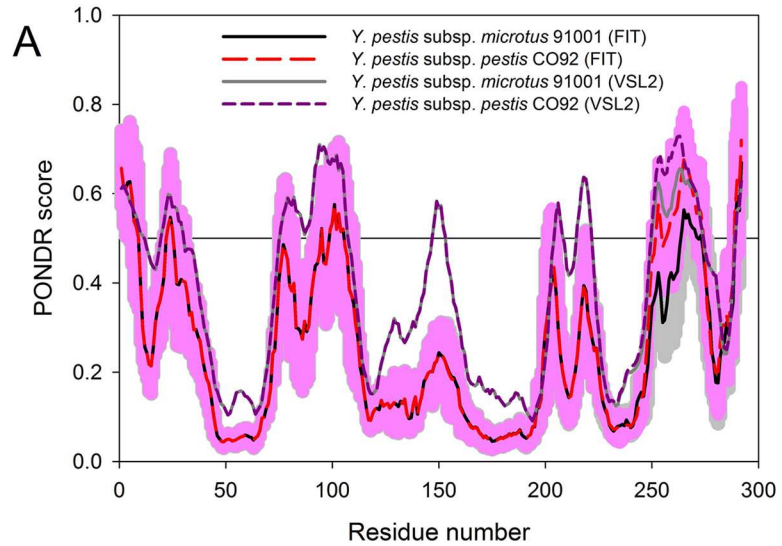 A
Y. pestis subsp. microtus 91001 (FIT)
Y. pestis subsp. pestis CO92 (FIT)
Y. pestis subsp. microtus 91001 (VSL2)
Y. pestis subsp. pestis CO92 (VSL2)
PONDR score
1.0
0.8
0.6
0.4
0.2
0.0
0 50 100 150 200 250 300
Residue number